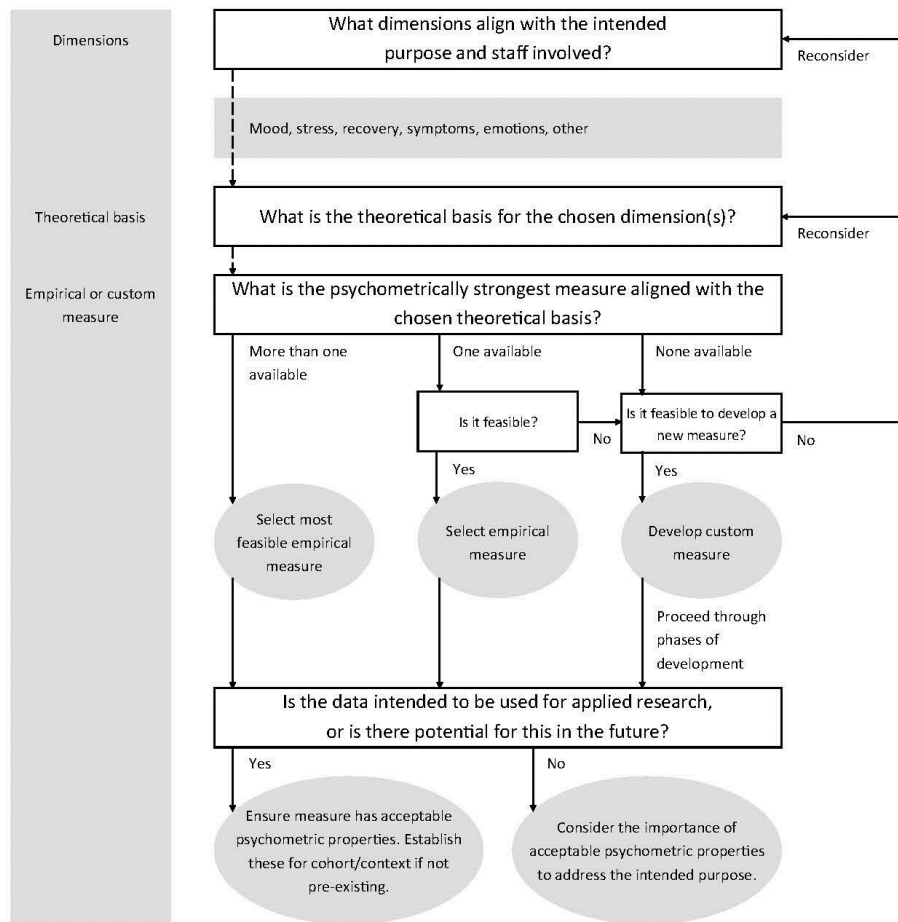 Dimensions
What dimensions align with the intended
purpose and staff involved?
Reconsider
Mood, stress, recovery, symptoms, emotions, other
Theoretical basis
What is the theoretical basis for the chosen dimension(s)?
Reconsider
Empirical or custom
measure
What is the psychometrically strongest measure aligned with the
chosen theoretical basis?
More than one
available
One available
None available
Is it feasible?
No
Is it feasible to develop a
new measure?
No
Yes
Yes
Select most
feasible empirical
measure
Select empirical
measure
Develop custom
measure
Proceed through
phases of
development
Is the data intended to be used for applied research,
or is there potential for this in the future?
Yes
No
Ensure measure has acceptable
psychometric properties. Establish
these for cohort/context if not
pre-existing.
Consider the importance of
acceptable psychometric properties
to address the intended purpose.